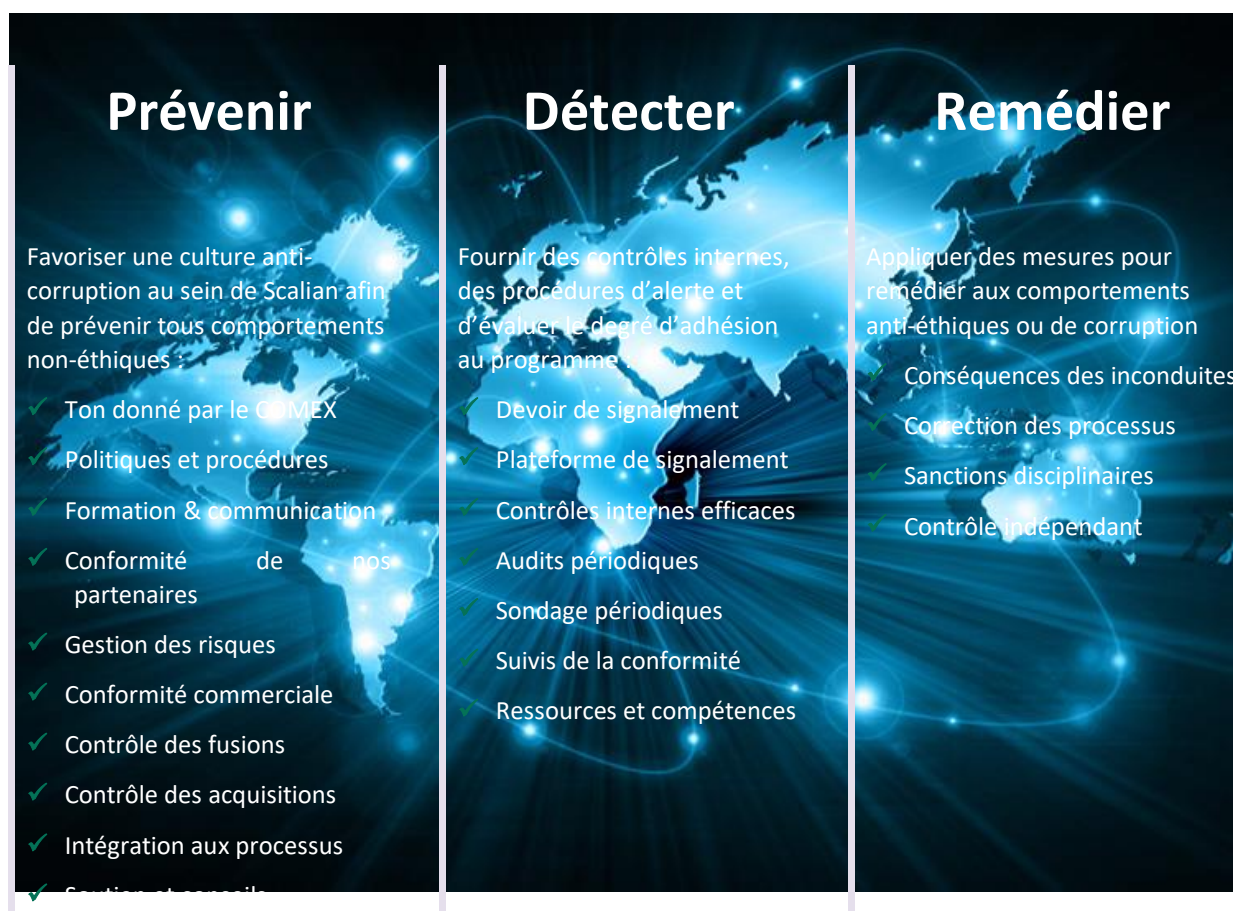 Prévenir
Favoriser une culture anti-
corruption au sein de Scalian afin
de prévenir tous comportements
non-éthiques :
✓ Ton donné par le COMEX
✓ Politiques et procédures
✓ Formation & communication
✓ Conformité de nos
partenaires
✓ Gestion des risques
✓ Conformité commerciale
✓ Contrôle des fusions
✓ Contrôle des acquisitions
✓ Intégration aux processus
✓ Soutien et conseils
Détecter
Fournir des contrôles internes,
des procédures d’alerte et
d’évaluer le degré d’adhésion
au programme :
✓ Devoir de signalement
✓ Plateforme de signalement
✓ Contrôles internes efficaces
✓ Audits périodiques
✓ Sondage périodiques
✓ Suivis de la conformité
✓ Ressources et compétences
Remédier
Appliquer des mesures pour
remédier aux comportements
anti-éthiques ou de corruption
✓ Conséquences des inconduites
✓ Correction des processus
✓ Sanctions disciplinaires
✓ Contrôle indépendant